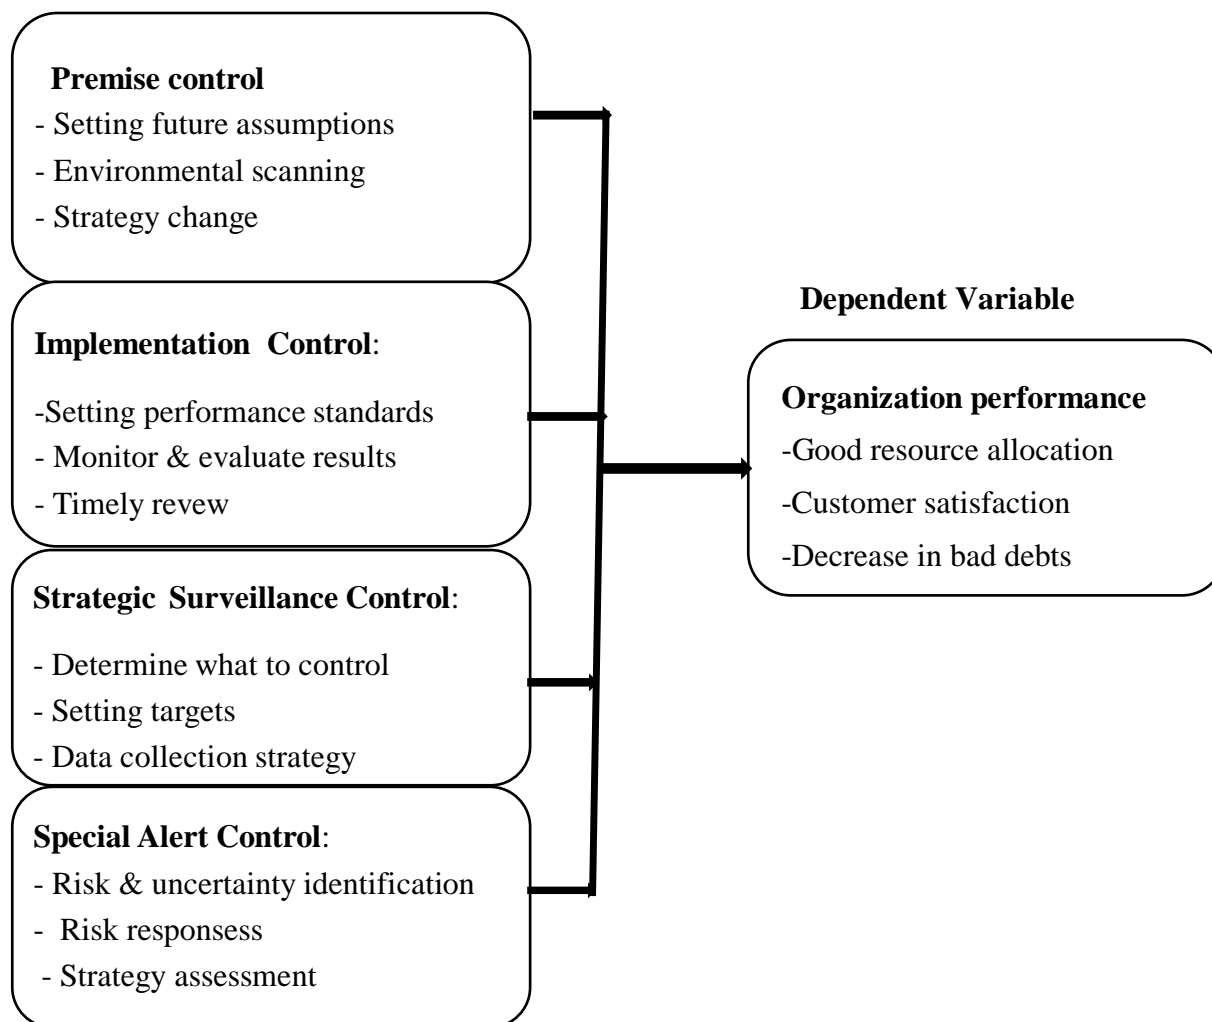 Premise control
- Setting future assumptions
- Environmental scanning
- Strategy change
Implementation Control:
-Setting performance standards
- Monitor & evaluate results
- Timely revew
Strategic Surveillance Control:
- Determine what to control
- Setting targets
- Data collection strategy
Special Alert Control:
- Risk & uncertainty identification
- Risk responsess
- Strategy assessment
Dependent Variable
Organization performance
-Good resource allocation
-Customer satisfaction
-Decrease in bad debts